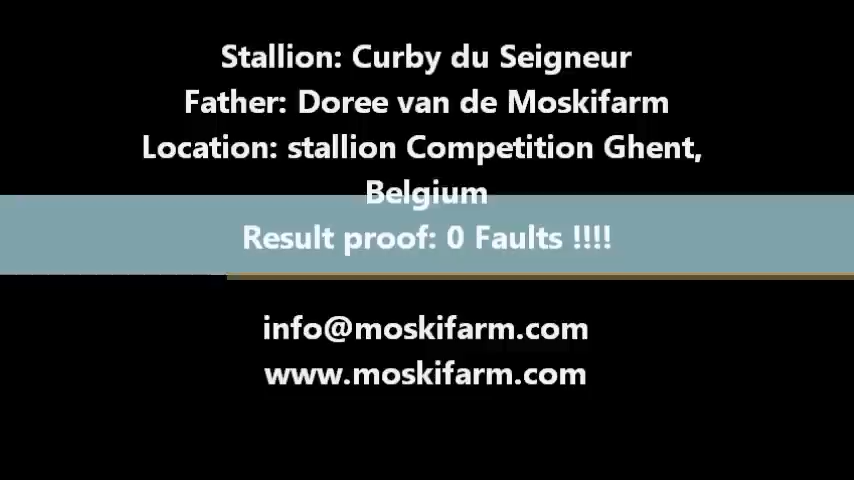 Stallion: Curby du Seigneur
Father: Doree van de Moskifarm
Location: stallion Competition Ghent,
Belgium
Result proof: 0 Faults !!!!
info@moskifarm.com
www.moskifarm.com